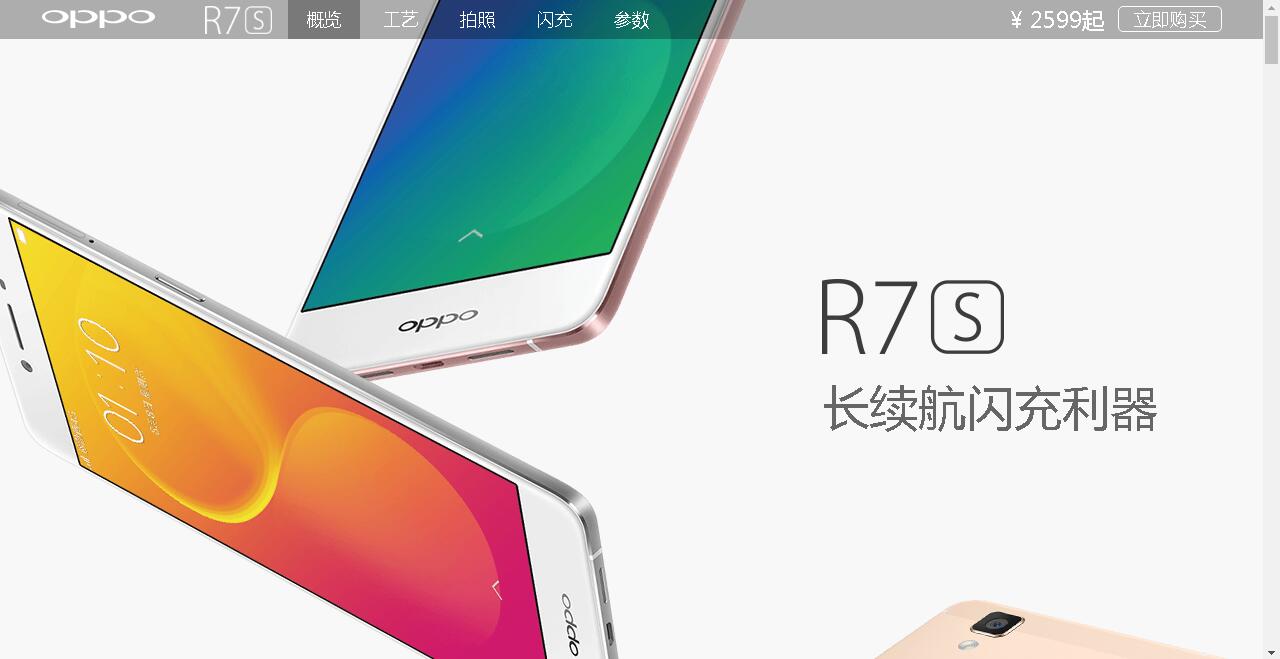 oppo
R7S
概览
工艺
拍照
闪充
参数
¥ 2599起
立即购买
oppo
01:10
R7S
长续航闪充利器
oppo